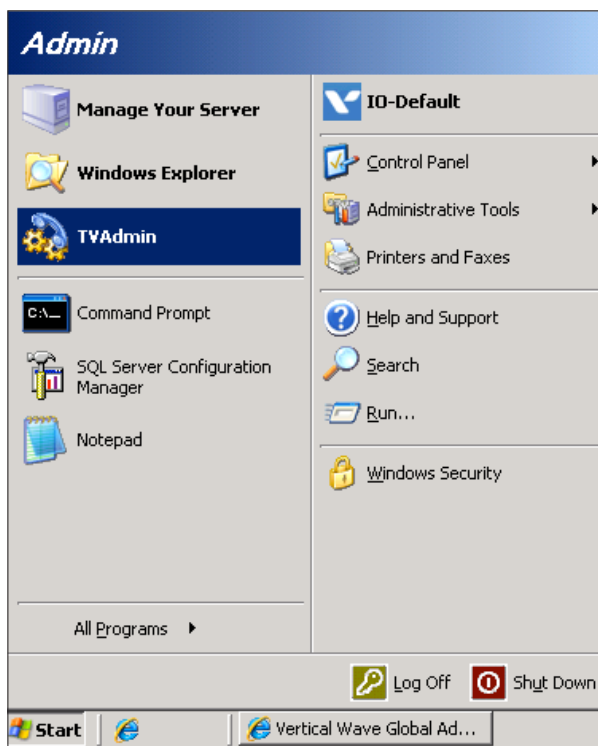 Admin
Manage Your Server
Windows Explorer
TVAdmin
C:\_
Command Prompt
SQL Server Configuration
Manager
Notepad
All Programs
IO-Default
Control Panel
Administrative Tools
Printers and Faxes
Help and Support
Search
Run...
Windows Security
Log Off
Shut Down
Start
Vertical Wave Global Ad...